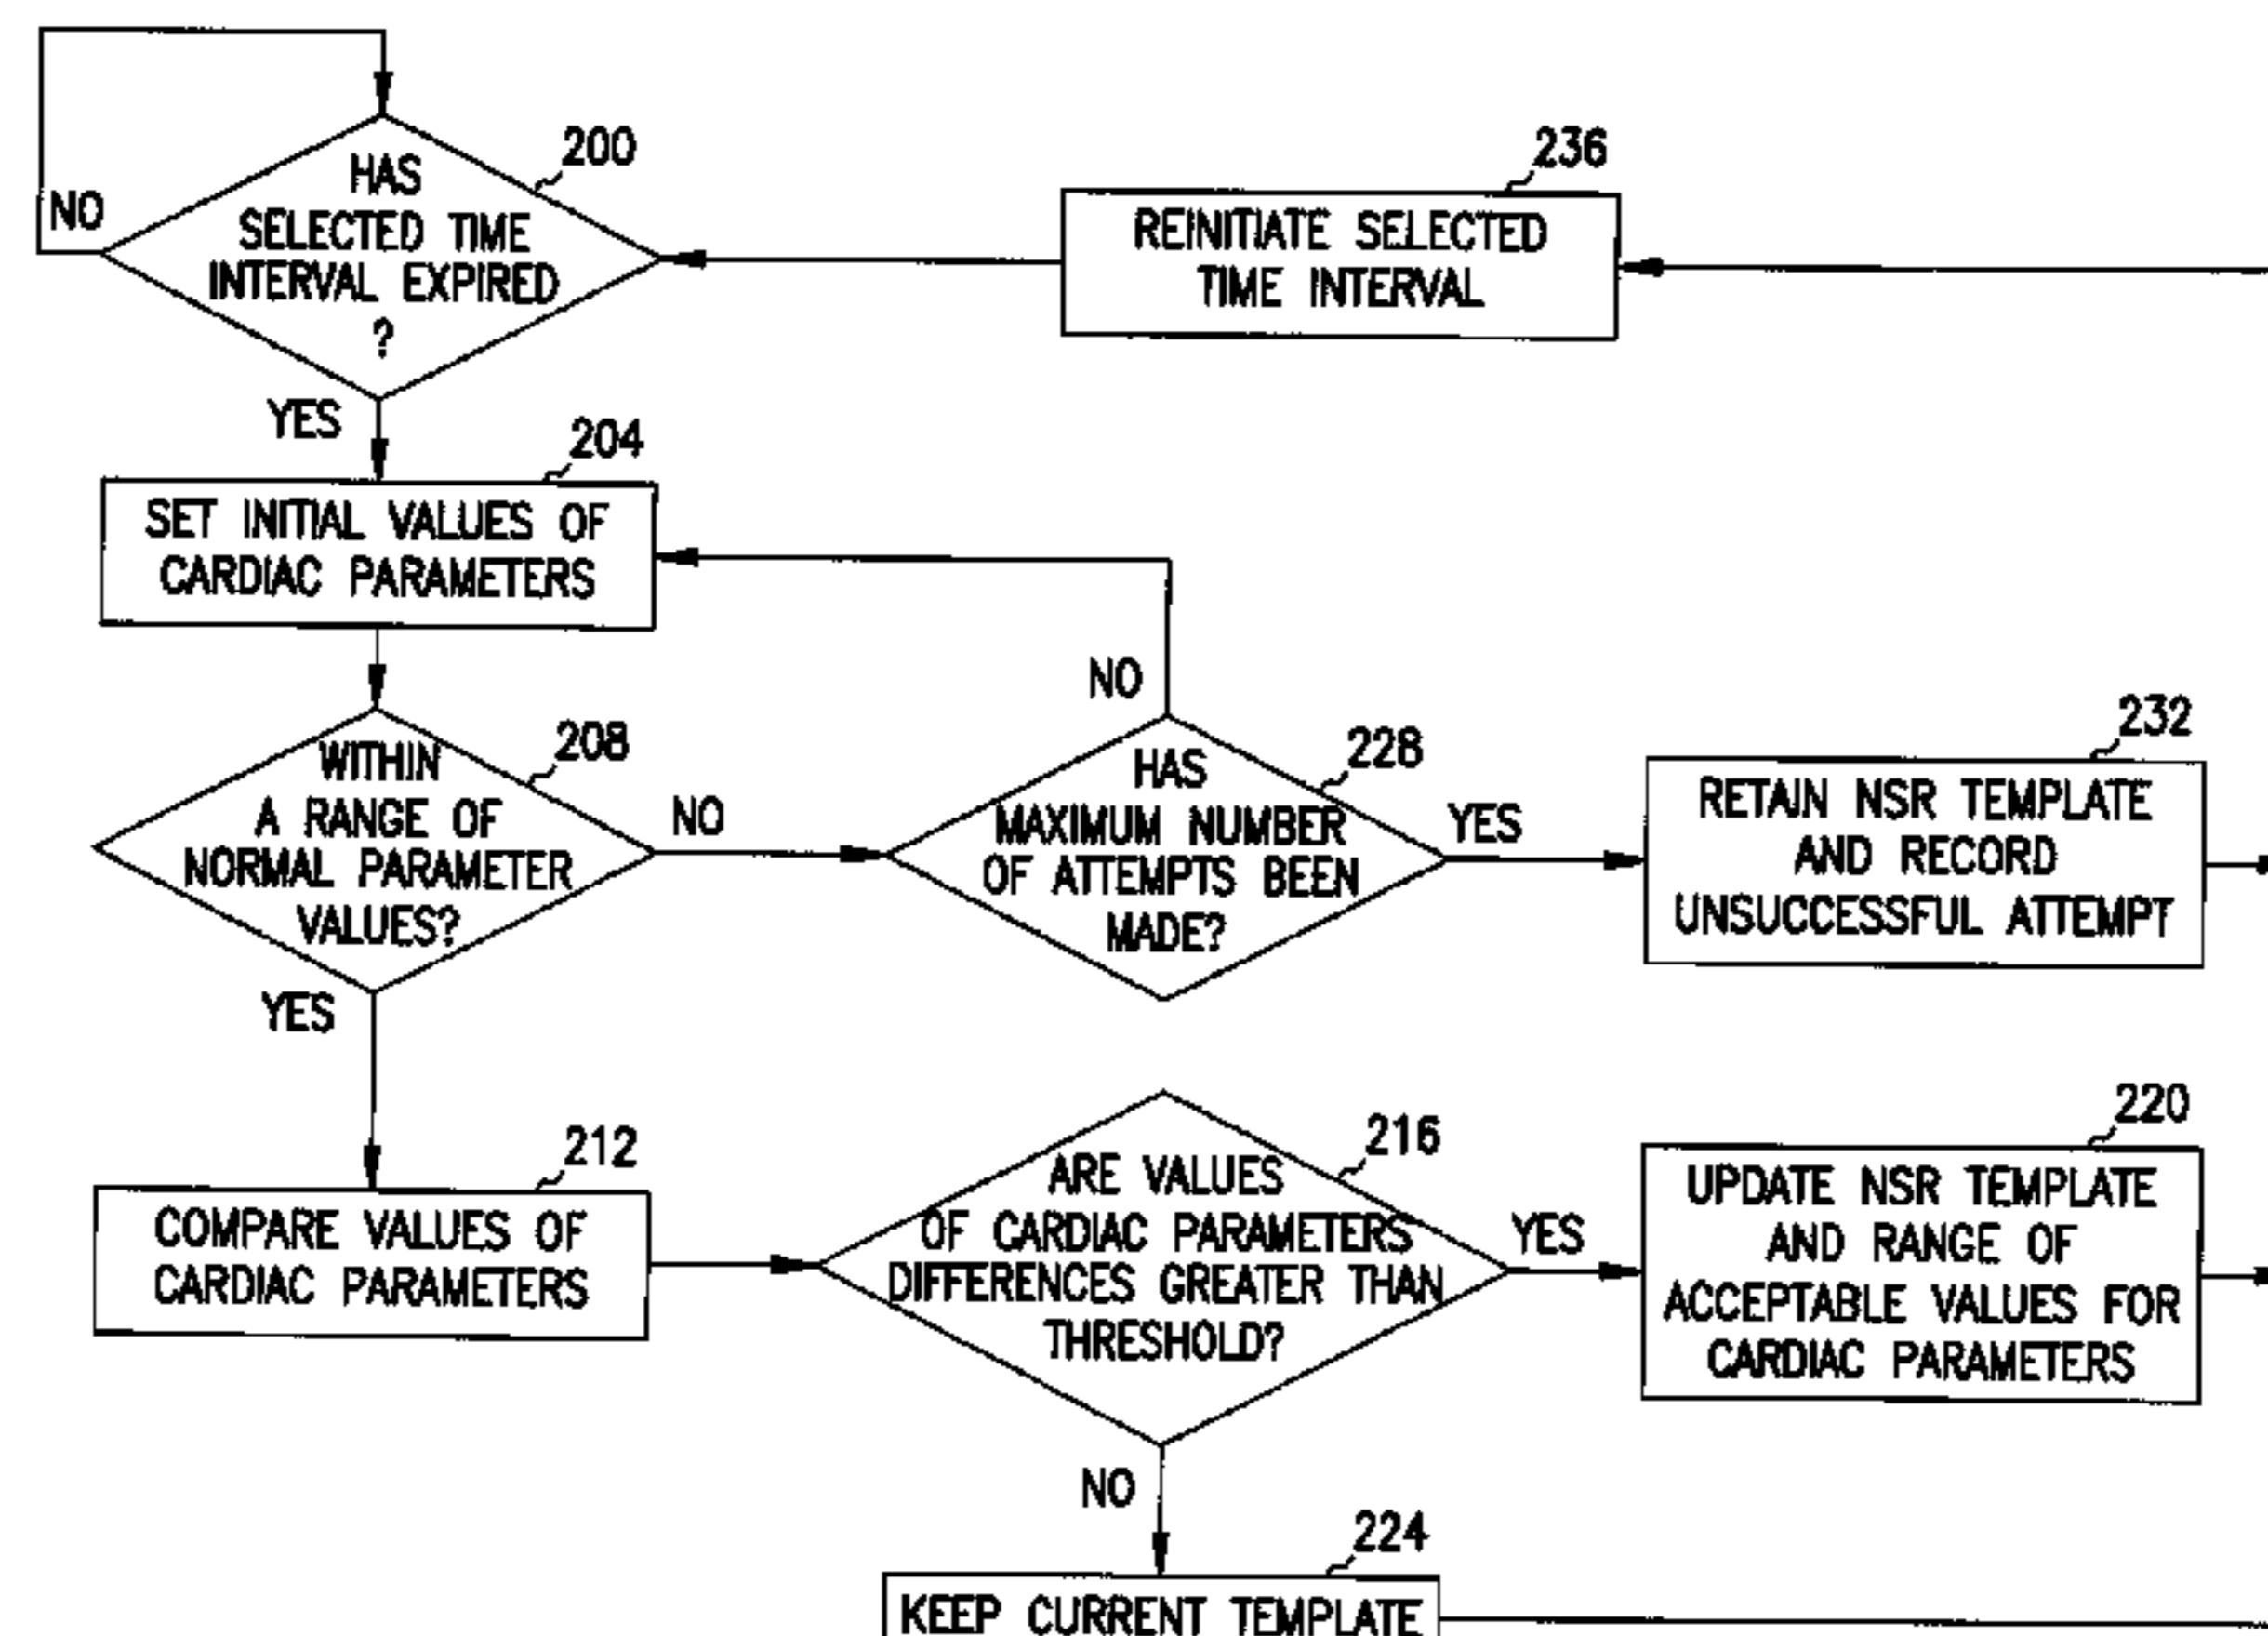 200
HAS
SELECTED TIME
INTERVAL EXPIRED
?
NO
YES
236
REINITIATE SELECTED
TIME INTERVAL
204
SET INITIAL VALUES OF
CARDIAC PARAMETERS
208
WITHIN
A RANGE OF
NORMAL PARAMETER
VALUES?
NO
YES
228
HAS
MAXIMUM NUMBER
OF ATTEMPTS BEEN
MADE?
NO
YES
232
RETAIN NSR TEMPLATE
AND RECORD
UNSUCCESSFUL ATTEMPT
212
COMPARE VALUES OF
CARDIAC PARAMETERS
216
ARE VALUES
OF CARDIAC PARAMETERS
DIFFERENCES GREATER THAN
THRESHOLD?
YES
NO
220
UPDATE NSR TEMPLATE
AND RANGE OF
ACCEPTABLE VALUES FOR
CARDIAC PARAMETERS
224
KEEP CURRENT TEMPLATE